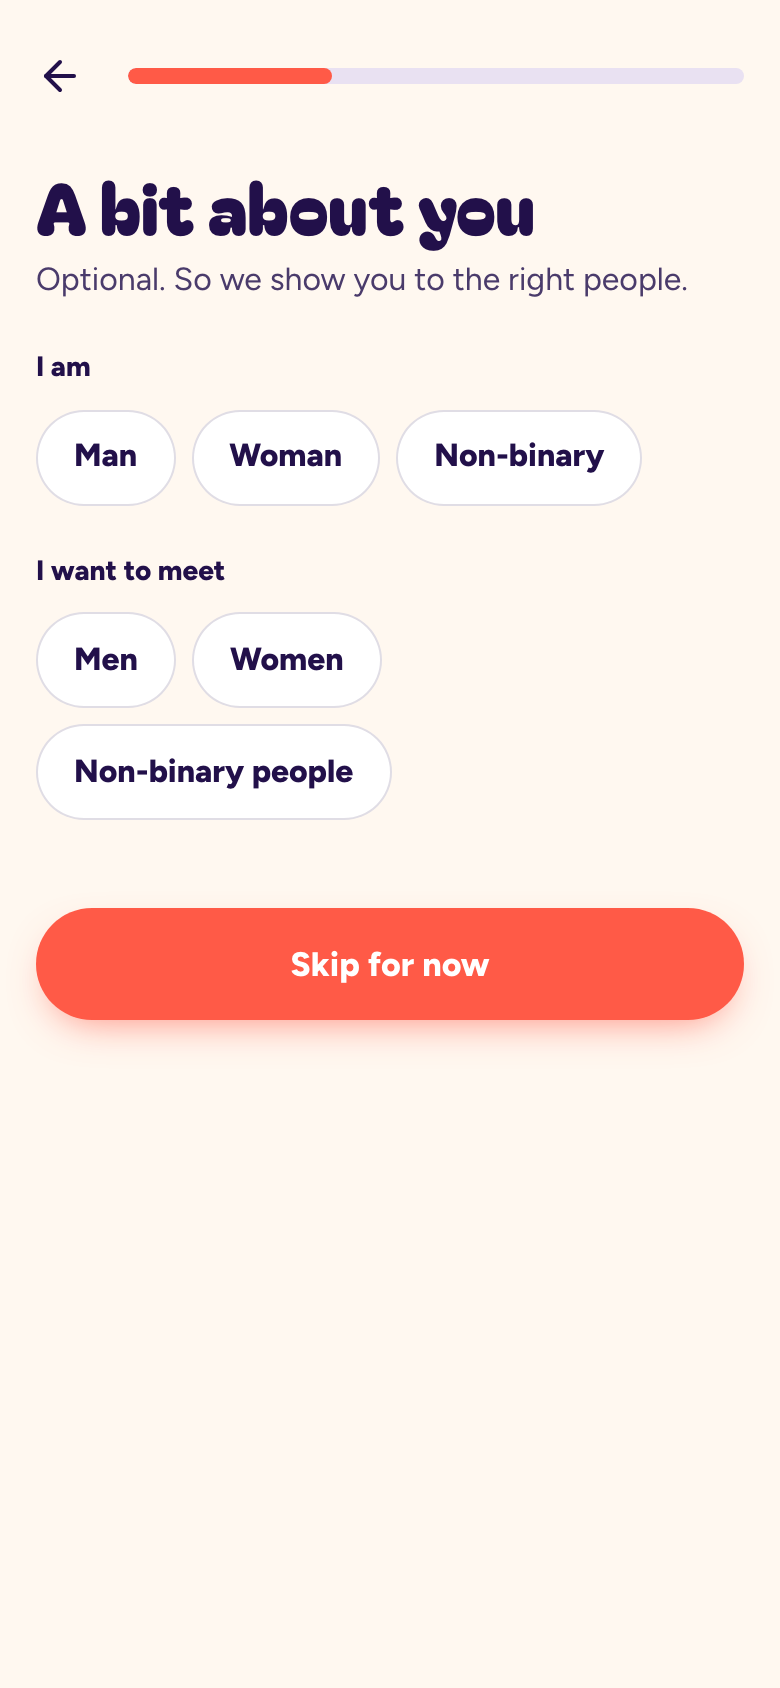 A bit about you
Optional. So we show you to the right people.
I am
Man
Woman
Non-binary
I want to meet
Men
Women
Non-binary people
Skip for now